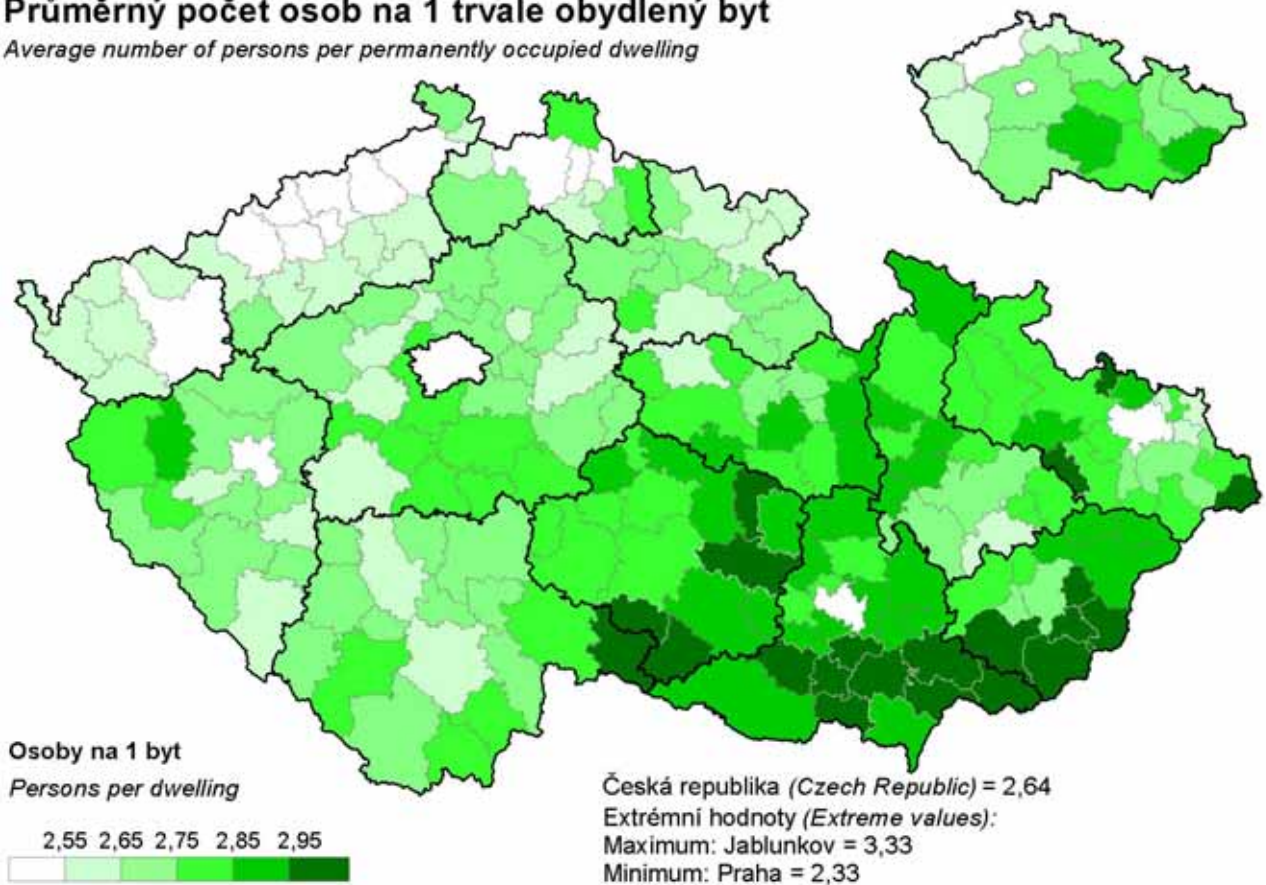 Průměrný počet osob na 1 trvale obydlený byt
Average number of persons per permanently occupied dwelling
Osoby na 1 byt
Persons per dwelling
2,55 2,65 2,75 2,85 2,95
Česká republika (Czech Republic) = 2,64
Extrémní hodnoty (Extreme values):
Maximum: Jablunkov = 3,33
Minimum: Praha = 2,33